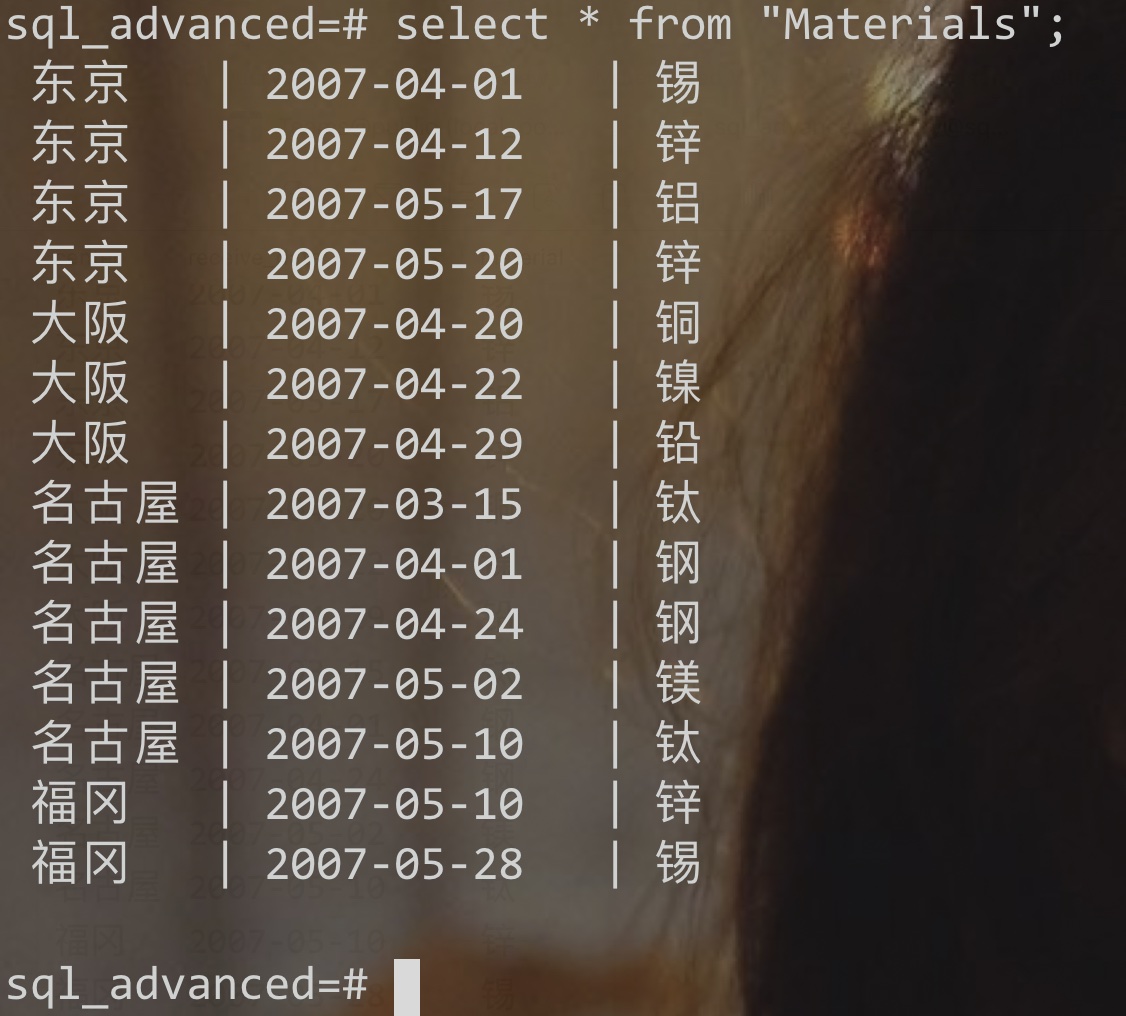 sql_advanced=# select * from "Materials";
东京 | 2007-04-01 | 锡
东京 | 2007-04-12 | 锌
东京 | 2007-05-17 | 铝
东京 | 2007-05-20 | 锌
大阪 | 2007-04-20 | 铜
大阪 | 2007-04-22 | 镍
大阪 | 2007-04-29 | 铅
名古屋 | 2007-03-15 | 钛
名古屋 | 2007-04-01 | 钢
名古屋 | 2007-04-24 | 钢
名古屋 | 2007-05-02 | 镁
名古屋 | 2007-05-10 | 钛
福冈 | 2007-05-10 | 锌
福冈 | 2007-05-28 | 锡
sql_advanced=#